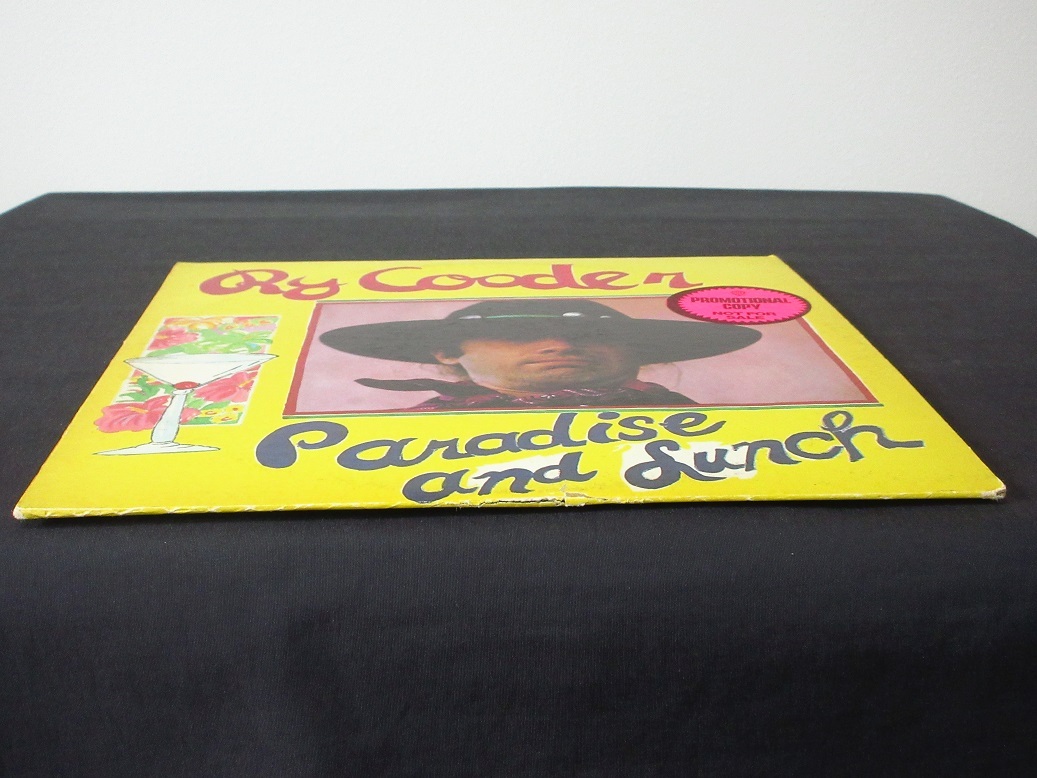 Ry Cooder
PROMOTIONAL
COPY
NOT FOR
SALE
Paradise
and Lunch